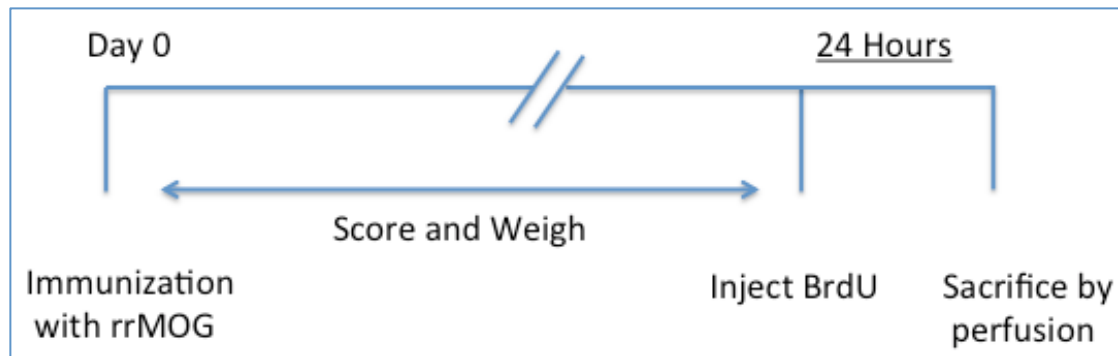 Day 0
24 Hours
Score and Weigh
Immunization
with rrMOG
Inject BrdU
Sacrifice by
perfusion